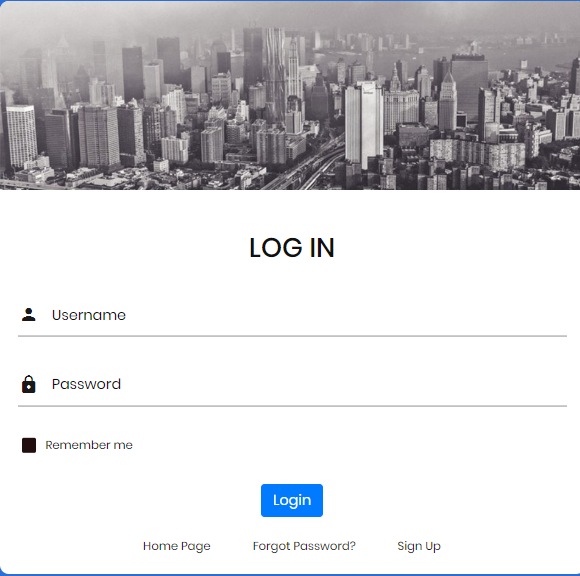 LOG IN
Username
Password
Remember me
Login
Home Page Forgot Password? Sign Up